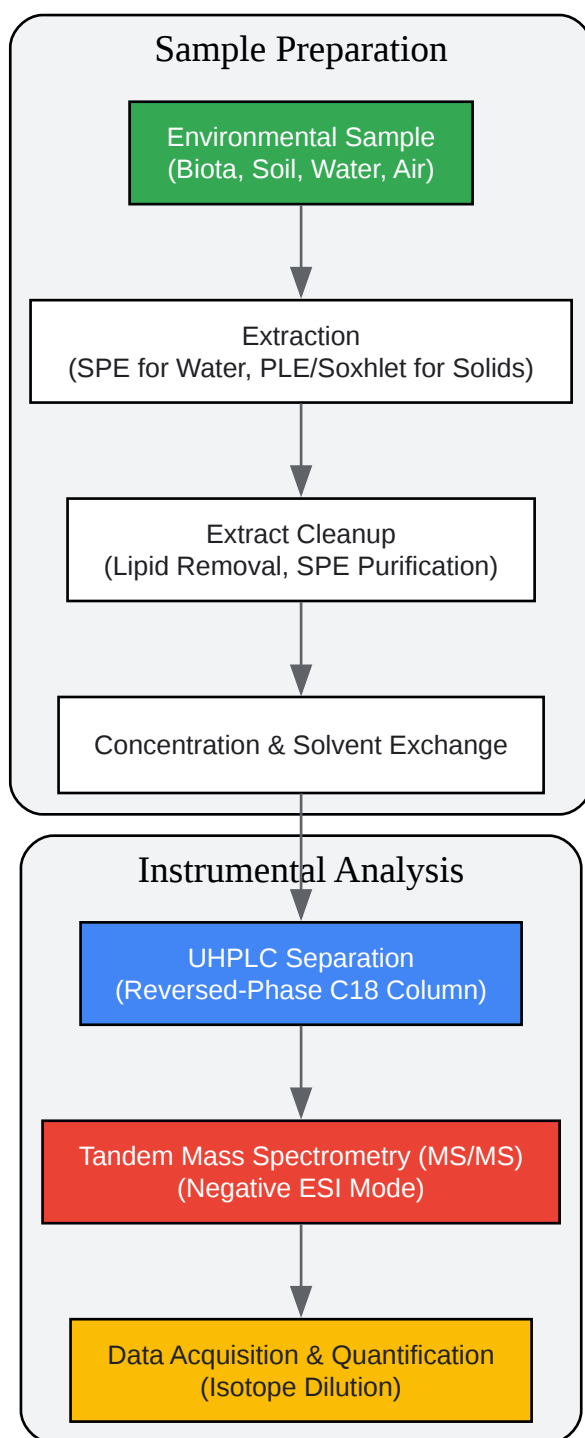 Sample Preparation
Environmental Sample
(Biota, Soil, Water, Air)
Extraction
(SPE for Water, PLE/Soxhlet for Solids)
Extract Cleanup
(Lipid Removal, SPE Purification)
Concentration & Solvent Exchange
Instrumental Analysis
UHPLC Separation
(Reversed-Phase C18 Column)
Tandem Mass Spectrometry (MS/MS)
(Negative ESI Mode)
Data Acquisition & Quantification
(Isotope Dilution)